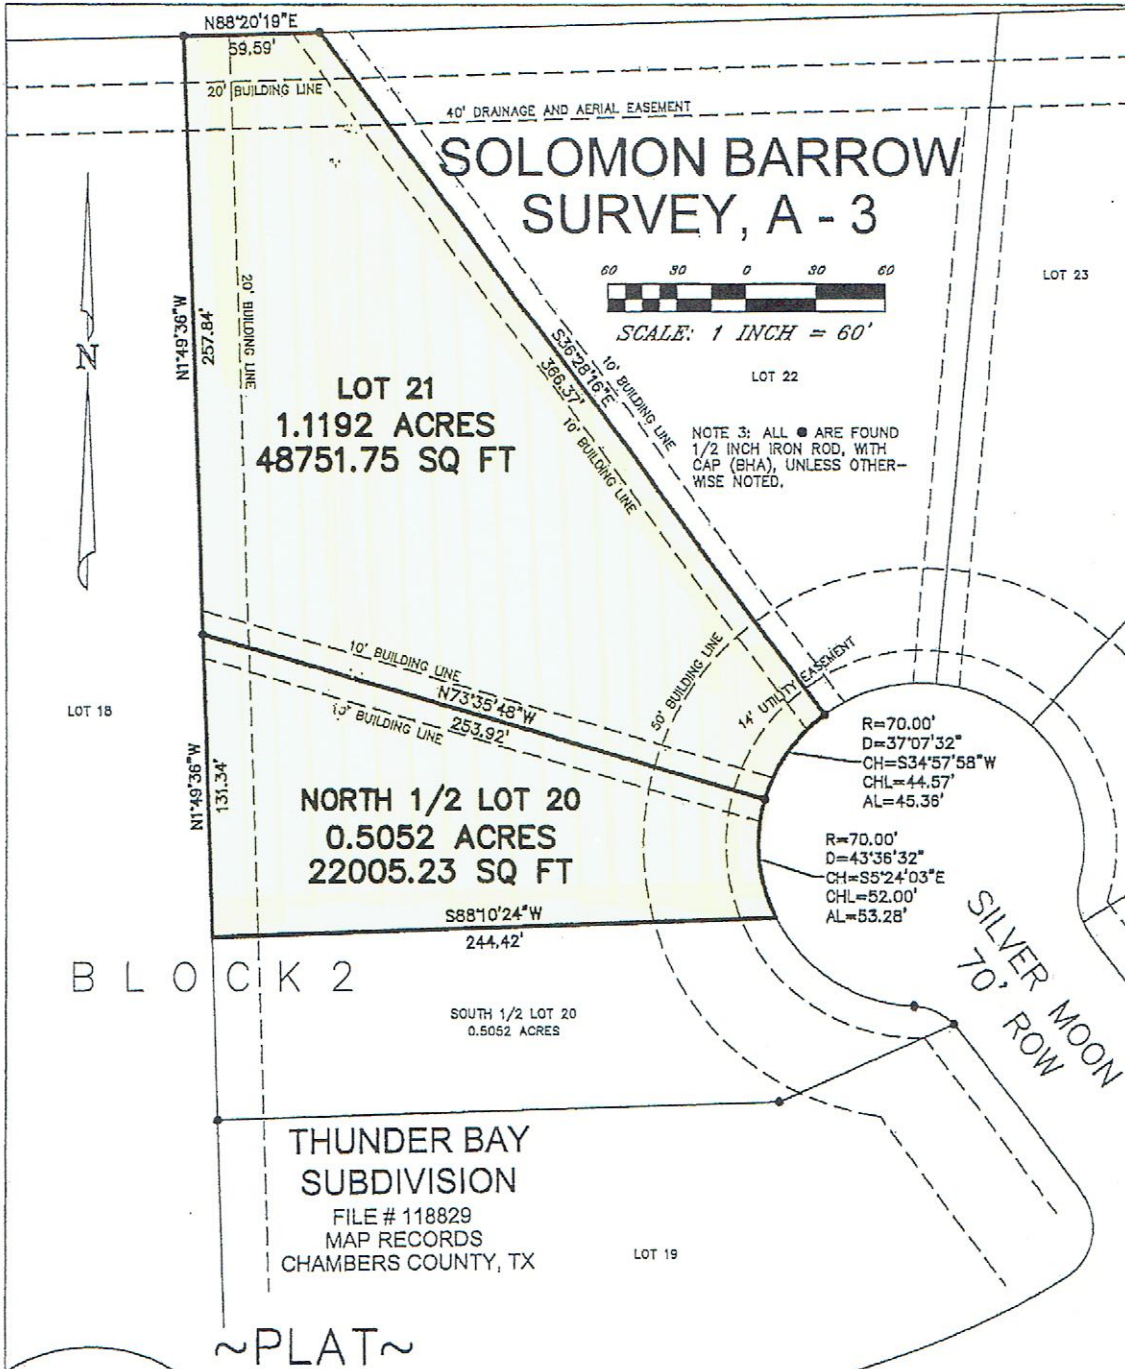 N88°20'19"E
59.59'
20' BUILDING LINE
40' DRAINAGE AND AERIAL EASEMENT
SOLOMON BARROW
SURVEY, A - 3
60 30 0 30 60
SCALE: 1 INCH = 60'
LOT 23
LOT 22
N1°49'36"W
257.84'
20' BUILDING LINE
S36°28'16"E
366.37'
10' BUILDING LINE
10' BUILDING LINE
LOT 21
1.1192 ACRES
48751.75 SQ FT
NOTE 3: ALL ● ARE FOUND
1/2 INCH IRON ROD, WITH
CAP (BHA), UNLESS OTHER-
WISE NOTED.
N
LOT 18
10' BUILDING LINE
N73°35'48"W
253.92'
10' BUILDING LINE
50' BUILDING LINE
14' UTILITY EASEMENT
R=70.00'
D=37°07'32"
CH=S34°57'58"W
CHL=44.57'
AL=45.36'
N1°49'36"W
131.34'
NORTH 1/2 LOT 20
0.5052 ACRES
22005.23 SQ FT
R=70.00'
D=43°36'32"
CH=S5°24'03"E
CHL=52.00'
AL=53.28'
S88°10'24"W
244.42'
SILVER MOON
70' ROW
BLOCK 2
SOUTH 1/2 LOT 20
0.5052 ACRES
THUNDER BAY
SUBDIVISION
FILE # 118829
MAP RECORDS
CHAMBERS COUNTY, TX
LOT 19
~PLAT~